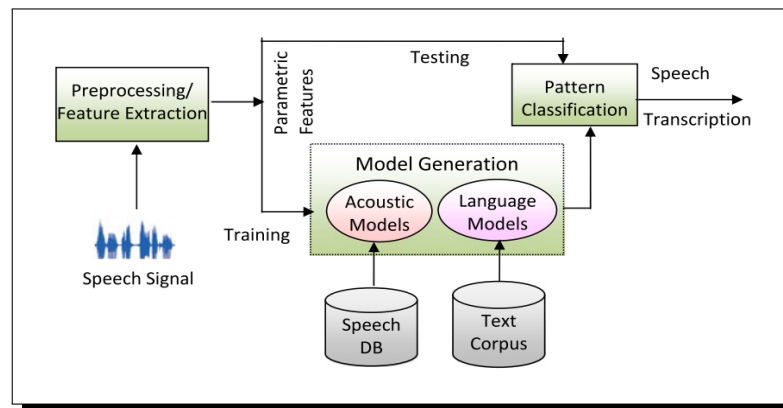 Testing
Preprocessing/
Feature Extraction
Parametric
Features
Pattern
Classification
Speech
Transcription
Model Generation
Acoustic
Models
Language
Models
Training
Speech Signal
Speech
DB
Text
Corpus